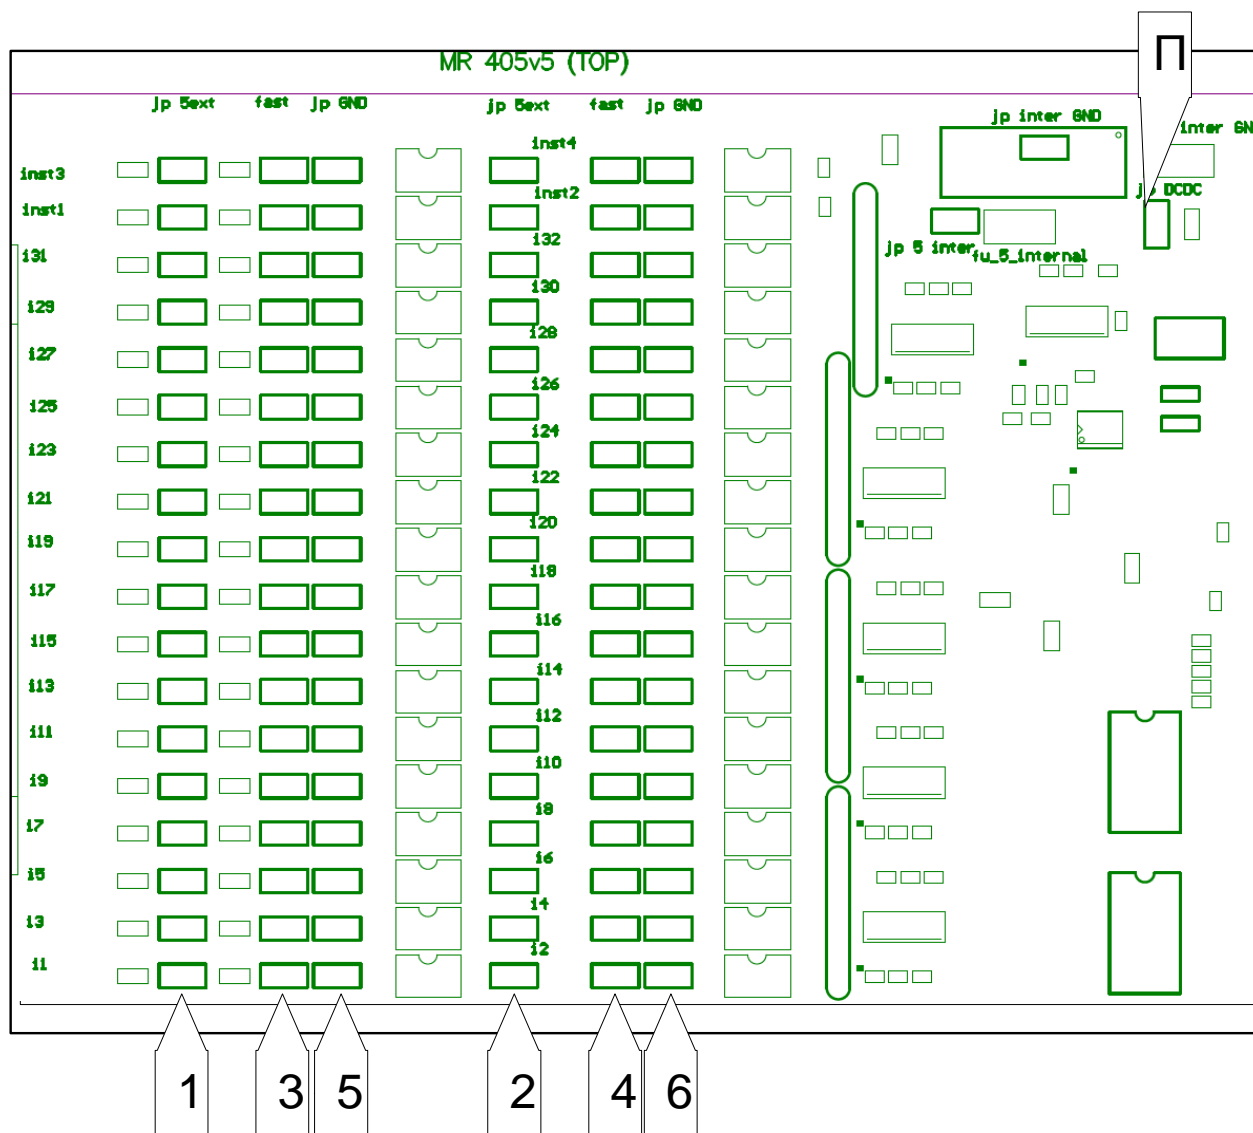 MR 405v5 (TOP)
П
jp 5ext fast jp GND jp 5ext fast jp GND
jp inter GND
inter GN
inst4
inst3
inst2
DCDC
inst1
i32
jp 5 inter
fu_5_internal
i31
i30
i29
i28
i27
i26
i25
i24
i23
i22
i21
i20
i19
i18
i17
i16
i15
i14
i13
i12
i11
i10
i9
i8
i7
i6
i5
i4
i3
i2
i1
1 3 5 2 4 6